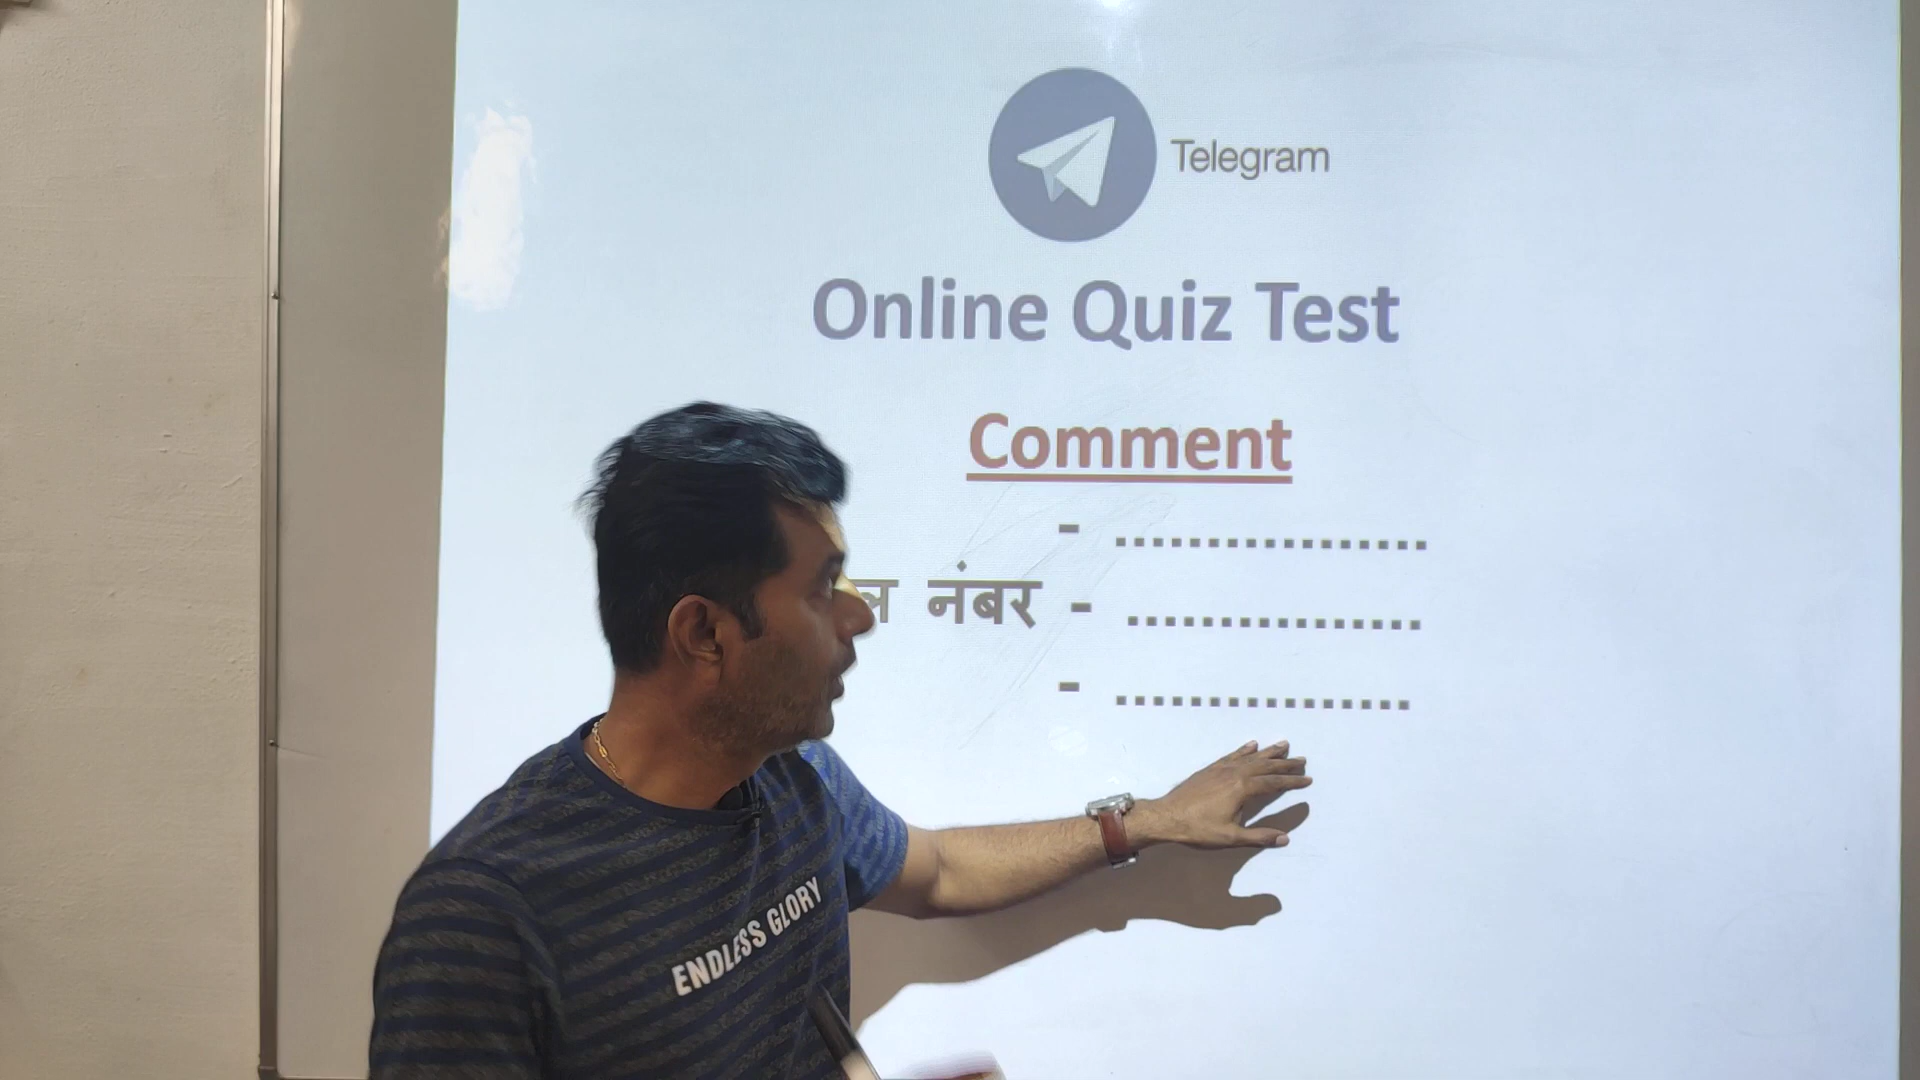 Telegram
Online Quiz Test
Comment
- .................
नंबर - ................
- ................
ENDLESS GLORY